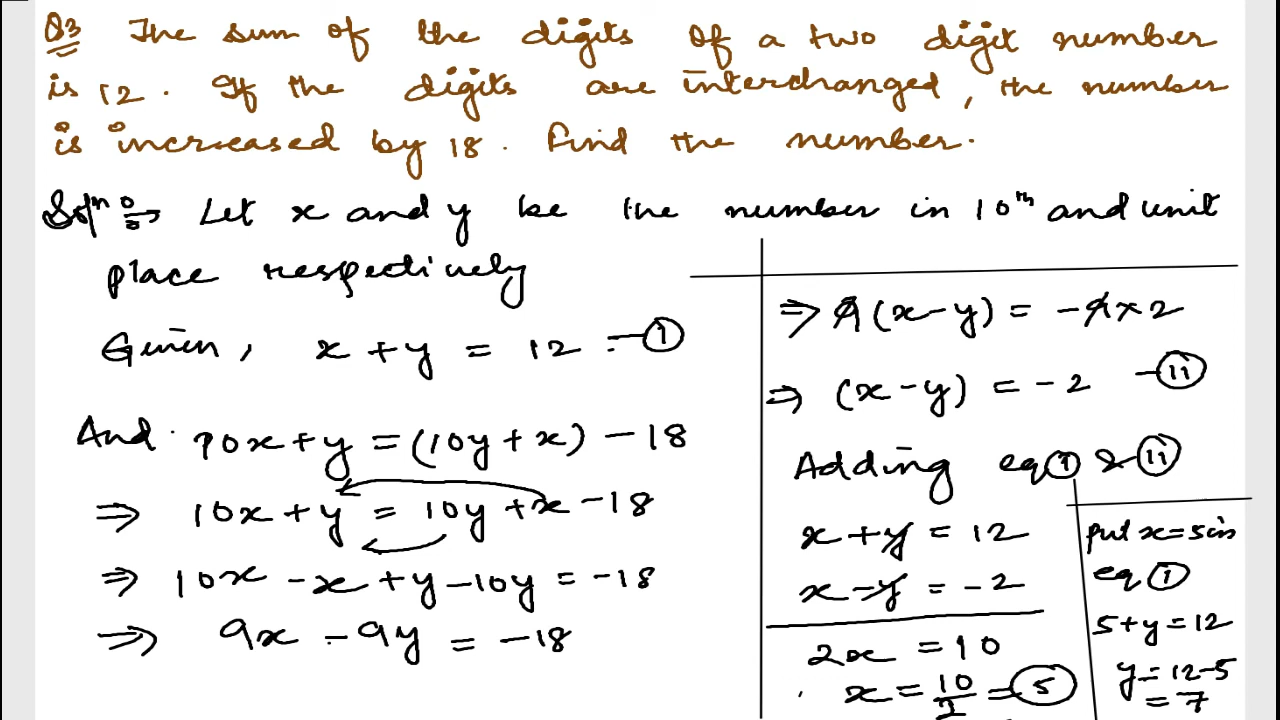 Q3 The sum of the digits of a two digit number
is 12. If the digits are interchanged, the number
is increased by 18. Find the number.
Solⁿ:→ Let x and y be the number in 10th and unit
place respectively
Given, x + y = 12 –①
And 10x + y = (10y + x) – 18
⇒ 10x + y = 10y + x – 18
⇒ 10x – x + y – 10y = –18
⇒ 9x – 9y = –18
⇒ 9(x – y) = –9 × 2
⇒ (x – y) = –2 –ⓘⓘ
Adding eq ① & ⓘⓘ
x + y = 12
x – y = –2
2x = 10
x = 10/2 = 5
put x = 5 in
eq ①
5 + y = 12
y = 12 – 5
= 7